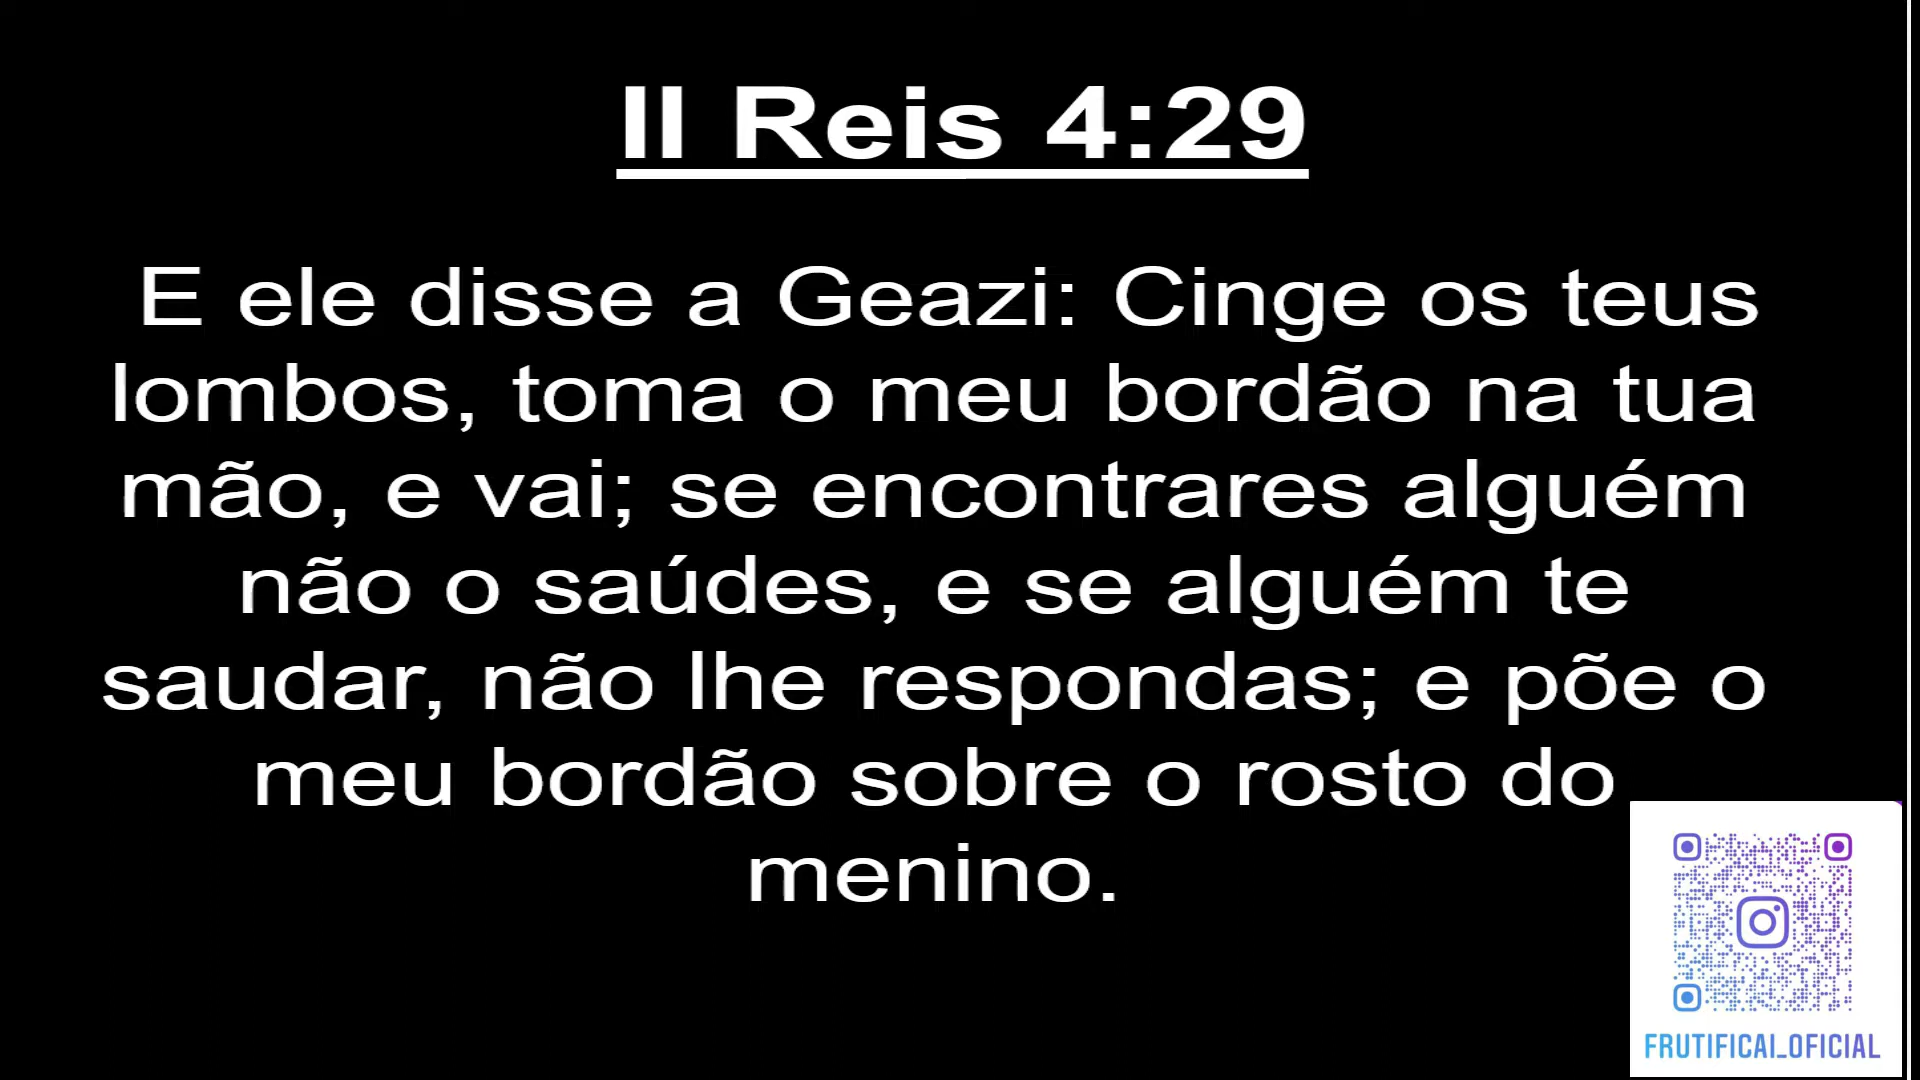 II Reis 4:29
E ele disse a Geazi: Cinge os teus
lombos, toma o meu bordão na tua
mão, e vai; se encontrares alguém
não o saúdes, e se alguém te
saudar, não lhe respondas; e põe o
meu bordão sobre o rosto do
menino.
FRUTIFICAI_OFICIAL